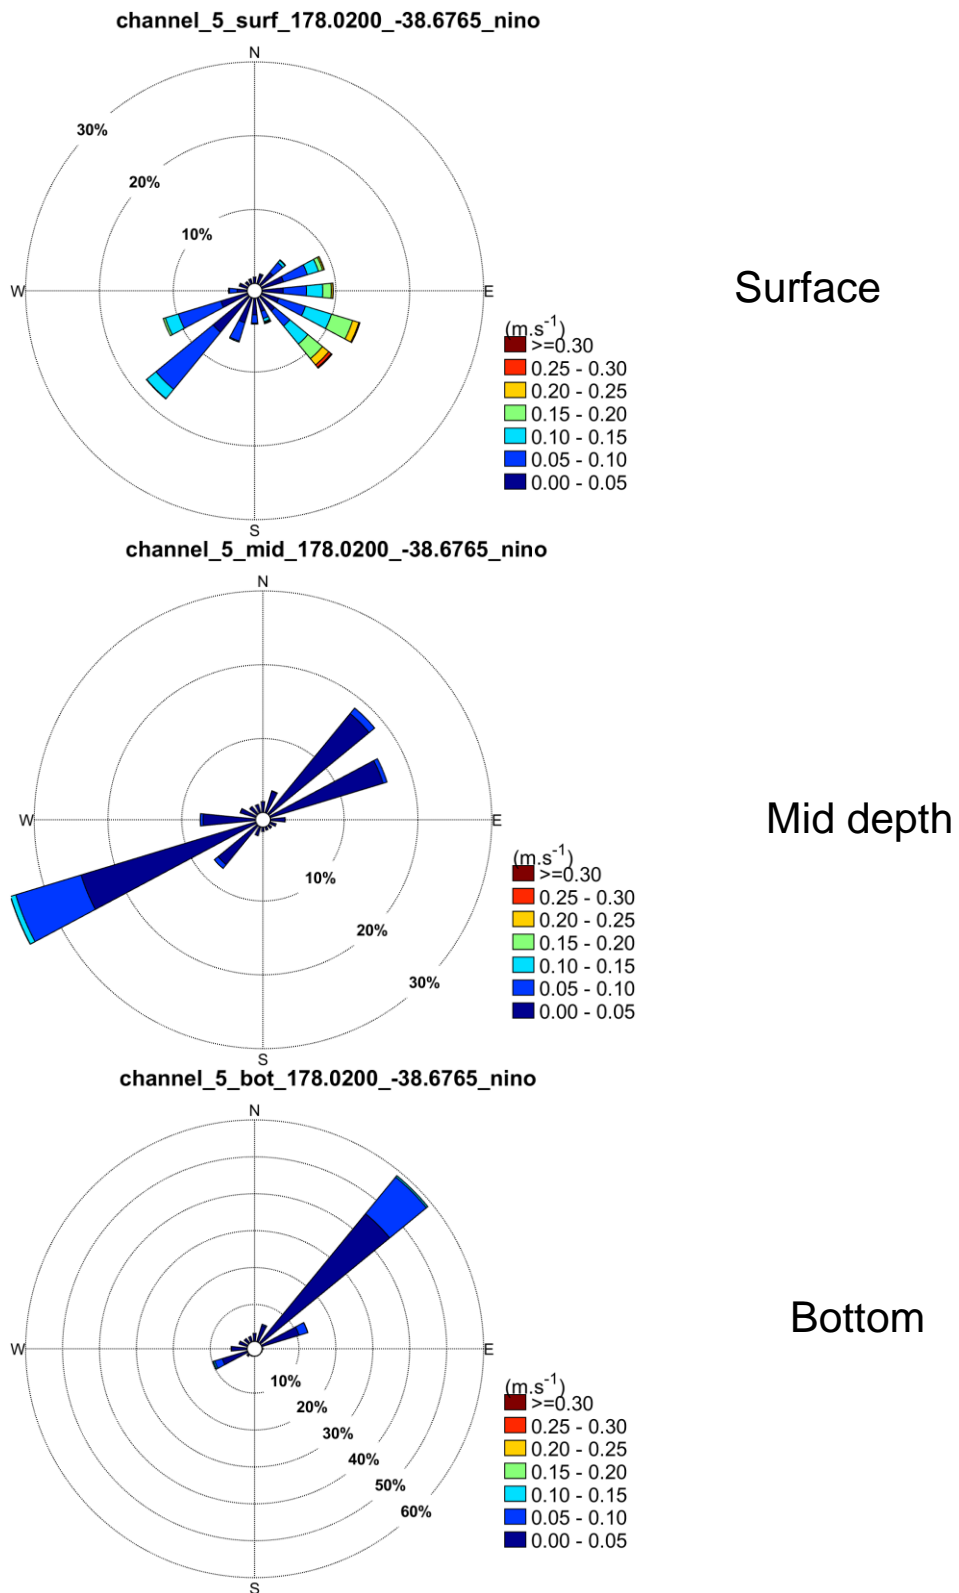 channel_5_surf_178.0200_-38.6765_nino
N
30%
20%
10%
W
E
S
Surface
(m.s⁻¹)
>=0.30
0.25 - 0.30
0.20 - 0.25
0.15 - 0.20
0.10 - 0.15
0.05 - 0.10
0.00 - 0.05
channel_5_mid_178.0200_-38.6765_nino
N
W
E
10%
20%
30%
S
Mid depth
(m.s⁻¹)
>=0.30
0.25 - 0.30
0.20 - 0.25
0.15 - 0.20
0.10 - 0.15
0.05 - 0.10
0.00 - 0.05
channel_5_bot_178.0200_-38.6765_nino
N
W
E
10%
20%
30%
40%
50%
60%
S
Bottom
(m.s⁻¹)
>=0.30
0.25 - 0.30
0.20 - 0.25
0.15 - 0.20
0.10 - 0.15
0.05 - 0.10
0.00 - 0.05